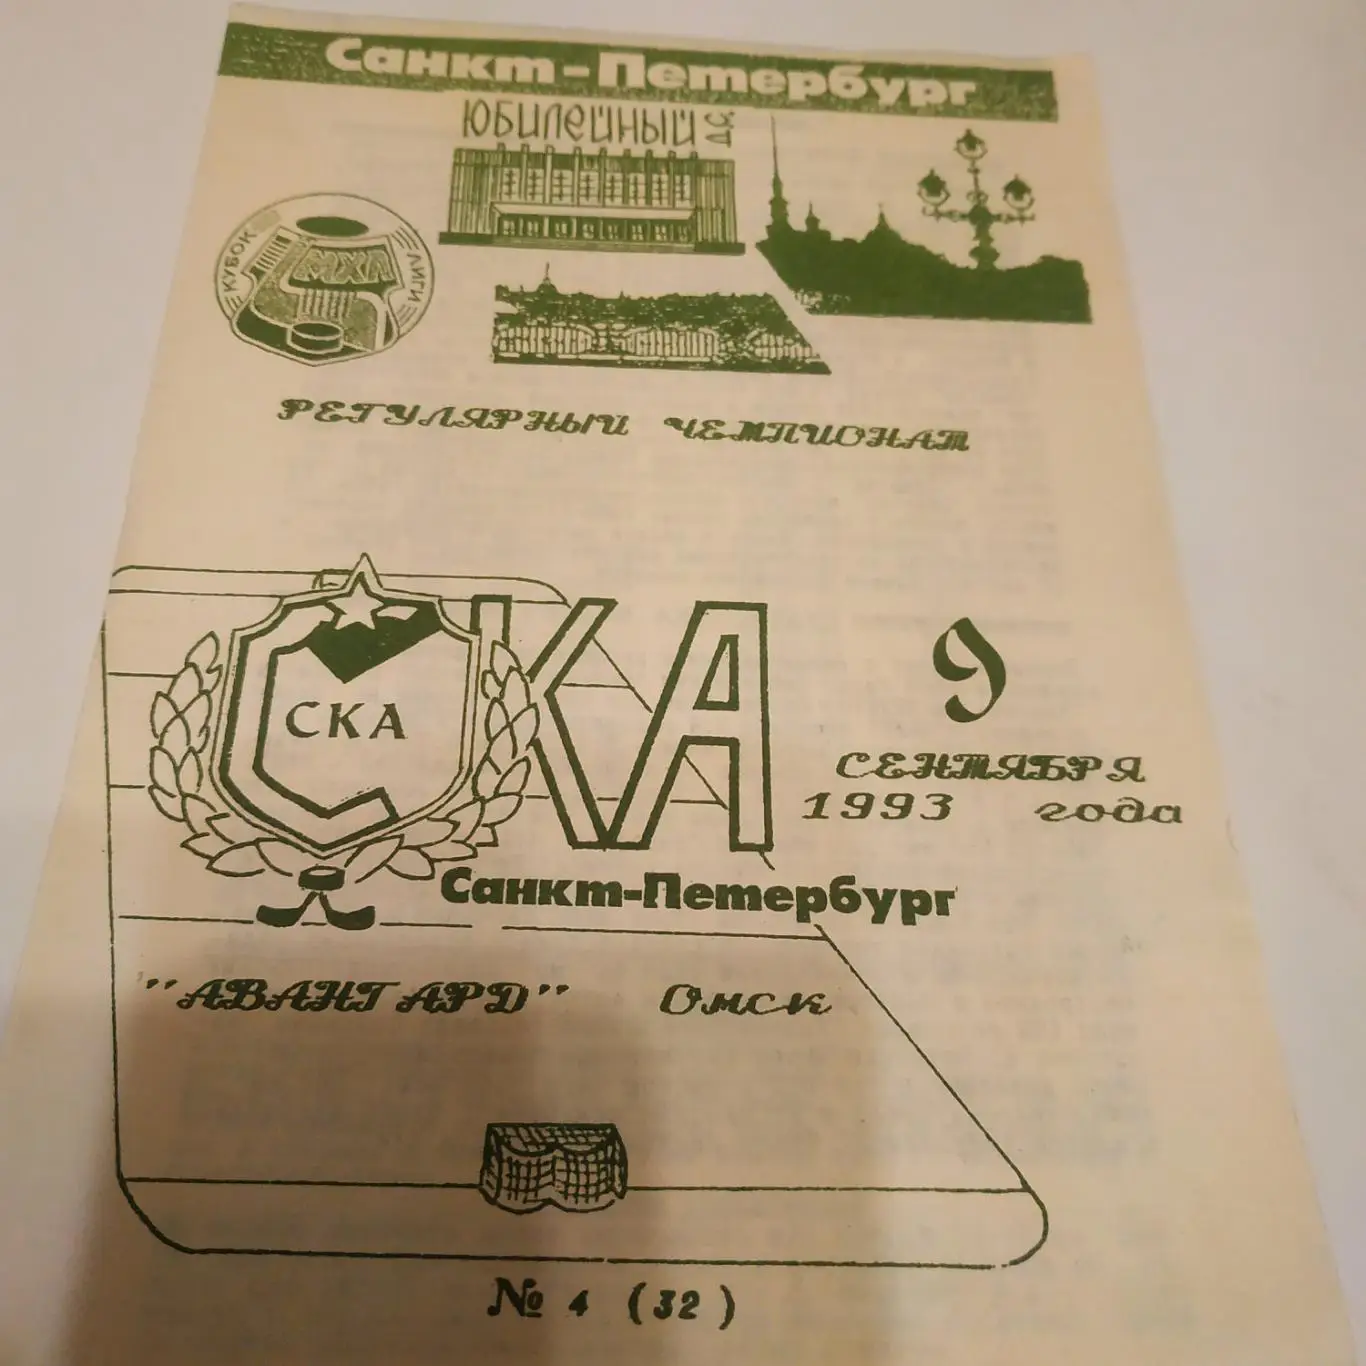 Санкт-Петербург
ЮБИЛЕЙНЫЙ Д.С.
КУБОК МХЛ ЛИГИ
РЕГУЛЯРНЫЙ ЧЕМПИОНАТ
СКА
СКА
9
СЕНТЯБРЯ
1993 года
Санкт-Петербург
"АВАНГАРД" Омск
№ 4 (32)